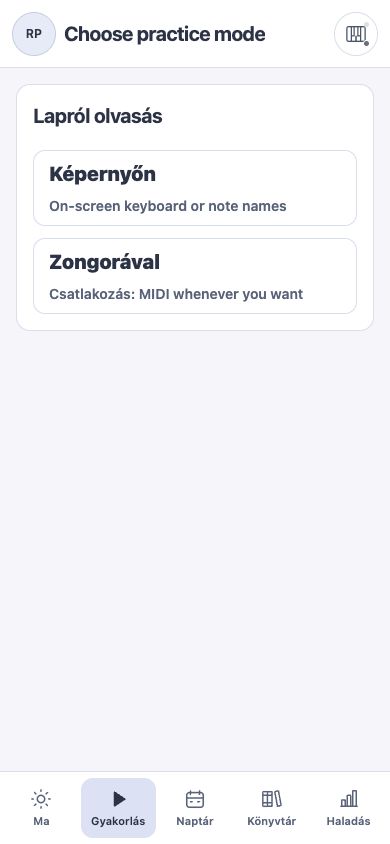 RP
Choose practice mode
Lapról olvasás
Képernyőn
On-screen keyboard or note names
Zongorával
Csatlakozás: MIDI whenever you want
Ma
Gyakorlás
Naptár
Könyvtár
Haladás